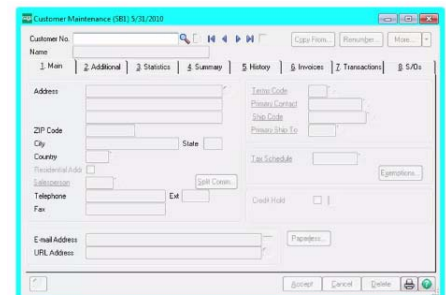 Customer Maintenance (SB1) 5/31/2010
Customer No. Copy From... Renumber... More...
Name
1. Main 2. Additional 3. Statistics 4. Summary 5. History 6. Invoices 7. Transactions 8. S/Os
Address Terms Code
Primary Contact
Ship Code
ZIP Code Primary Ship To
City State
Country Tax Schedule
Residential Addr Exemptions...
Salesperson Split Comm...
Telephone Ext Credit Hold
Fax
E-mail Address Paperless...
URL Address
Accept Cancel Delete